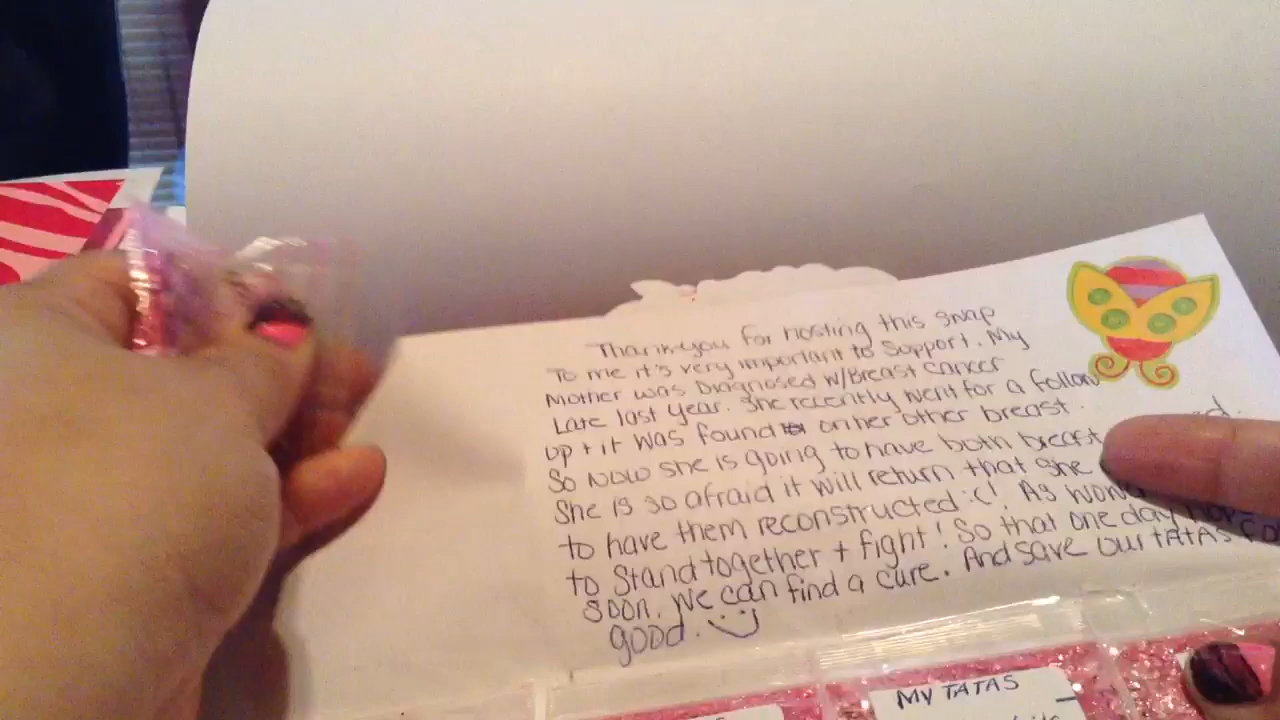 Thank-you for hosting this snap
To me it's very important to Support. My
Mother was Diagnosed w/Breast cancer
Late last year. She recently went for a follow
up + it was found on her other breast.
So Now she is going to have both breast
She is so afraid it will return that she
to have them reconstructed :(! As
to Stand together + fight! So that one day
soon. We can find a cure. And save our TATAS
good.
MY TATAS